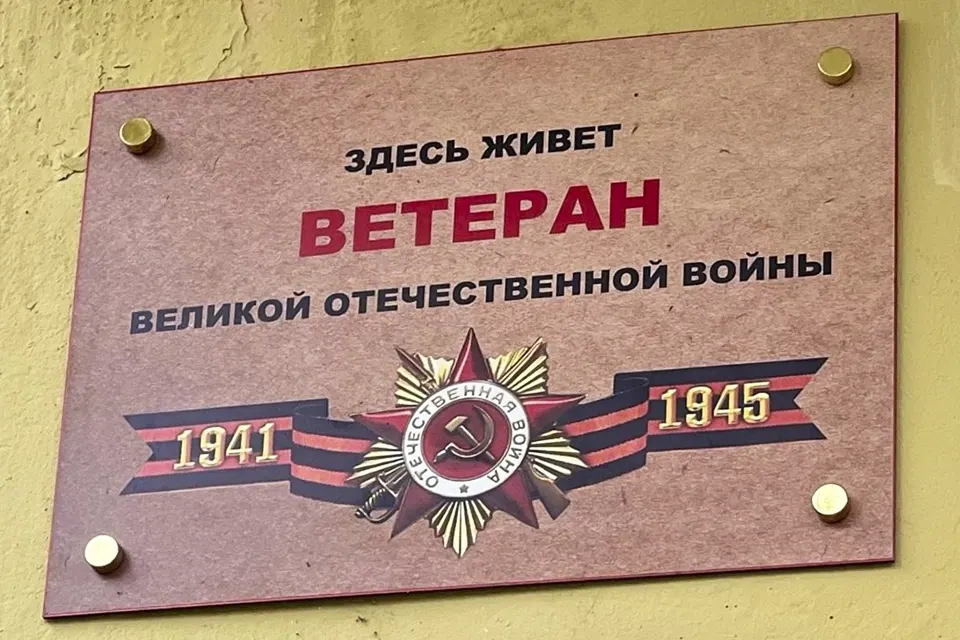 ЗДЕСЬ ЖИВЕТ
ВЕТЕРАН
ВЕЛИКОЙ ОТЕЧЕСТВЕННОЙ ВОЙНЫ
1941
ОТЕЧЕСТВЕННАЯ ВОЙНА
1945